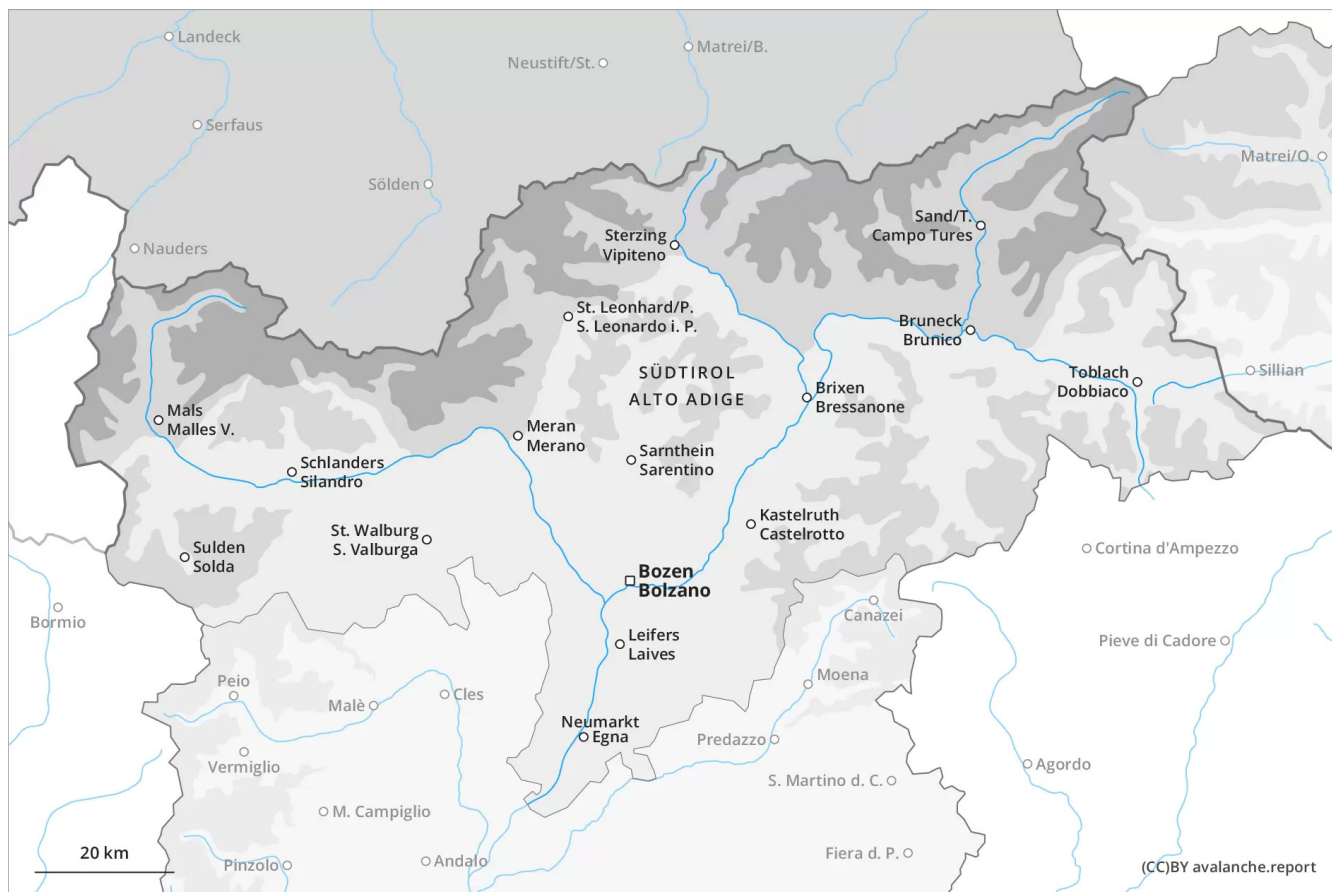 Landeck
Matrei/B.
Neustift/St.
Serfaus
Matrei/O.
Sölden
Sand/T.
Campo Tures
Sterzing
Vipiteno
Nauders
St. Leonhard/P.
S. Leonardo i. P.
Bruneck
Brunico
SÜDTIROL
ALTO ADIGE
Toblach
Dobbiaco
Sillian
Brixen
Bressanone
Mals
Malles V.
Meran
Merano
Sarnthein
Sarentino
Schlanders
Silandro
Kastelruth
Castelrotto
St. Walburg
S. Valburga
Sulden
Solda
Cortina d'Ampezzo
Bozen
Bolzano
Bormio
Canazei
Leifers
Laives
Pieve di Cadore
Peio
Moena
Malè
Cles
Neumarkt
Egna
Predazzo
Vermiglio
Agordo
S. Martino d. C.
M. Campiglio
20 km
Pinzolo
Andalo
Fiera d. P.
(CC)BY avalanche.report